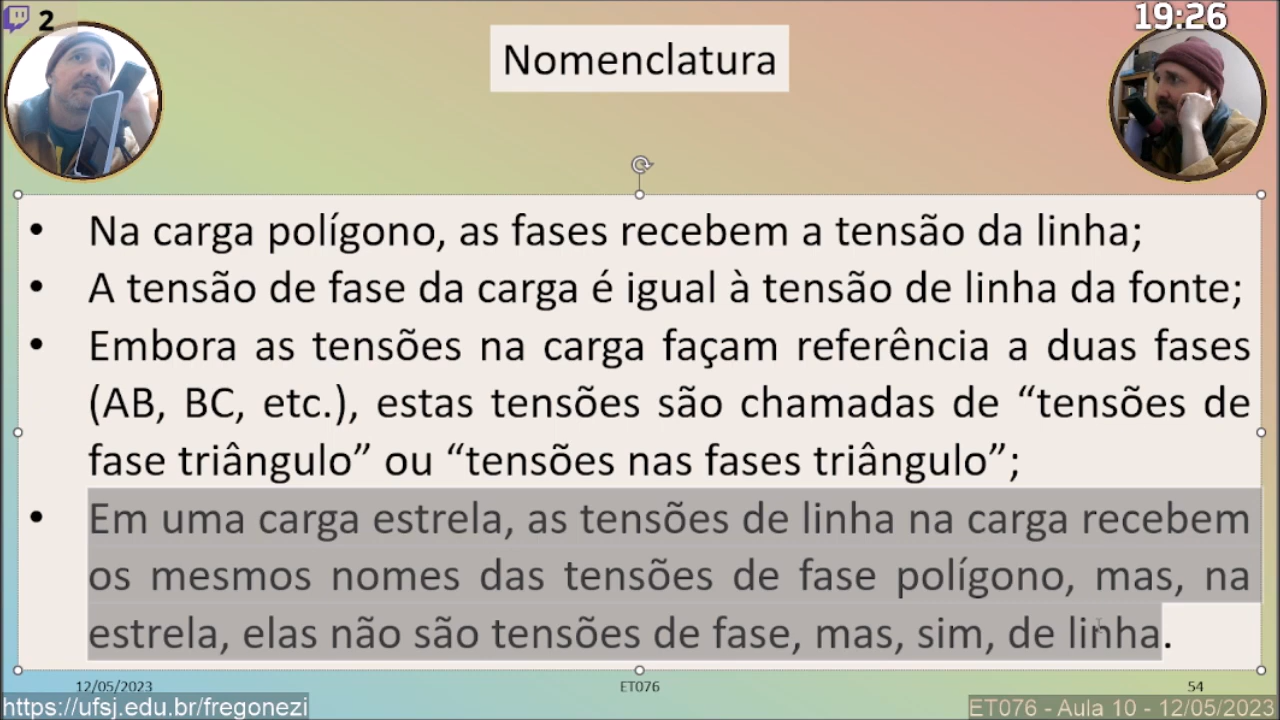 2
19:26
Nomenclatura
• Na carga polígono, as fases recebem a tensão da linha;
• A tensão de fase da carga é igual à tensão de linha da fonte;
• Embora as tensões na carga façam referência a duas fases
(AB, BC, etc.), estas tensões são chamadas de “tensões de
fase triângulo” ou “tensões nas fases triângulo”;
• Em uma carga estrela, as tensões de linha na carga recebem
os mesmos nomes das tensões de fase polígono, mas, na
estrela, elas não são tensões de fase, mas, sim, de linha.
12/05/2023
ET076
54
https://ufsj.edu.br/fregonezi
ET076 - Aula 10 - 12/05/2023